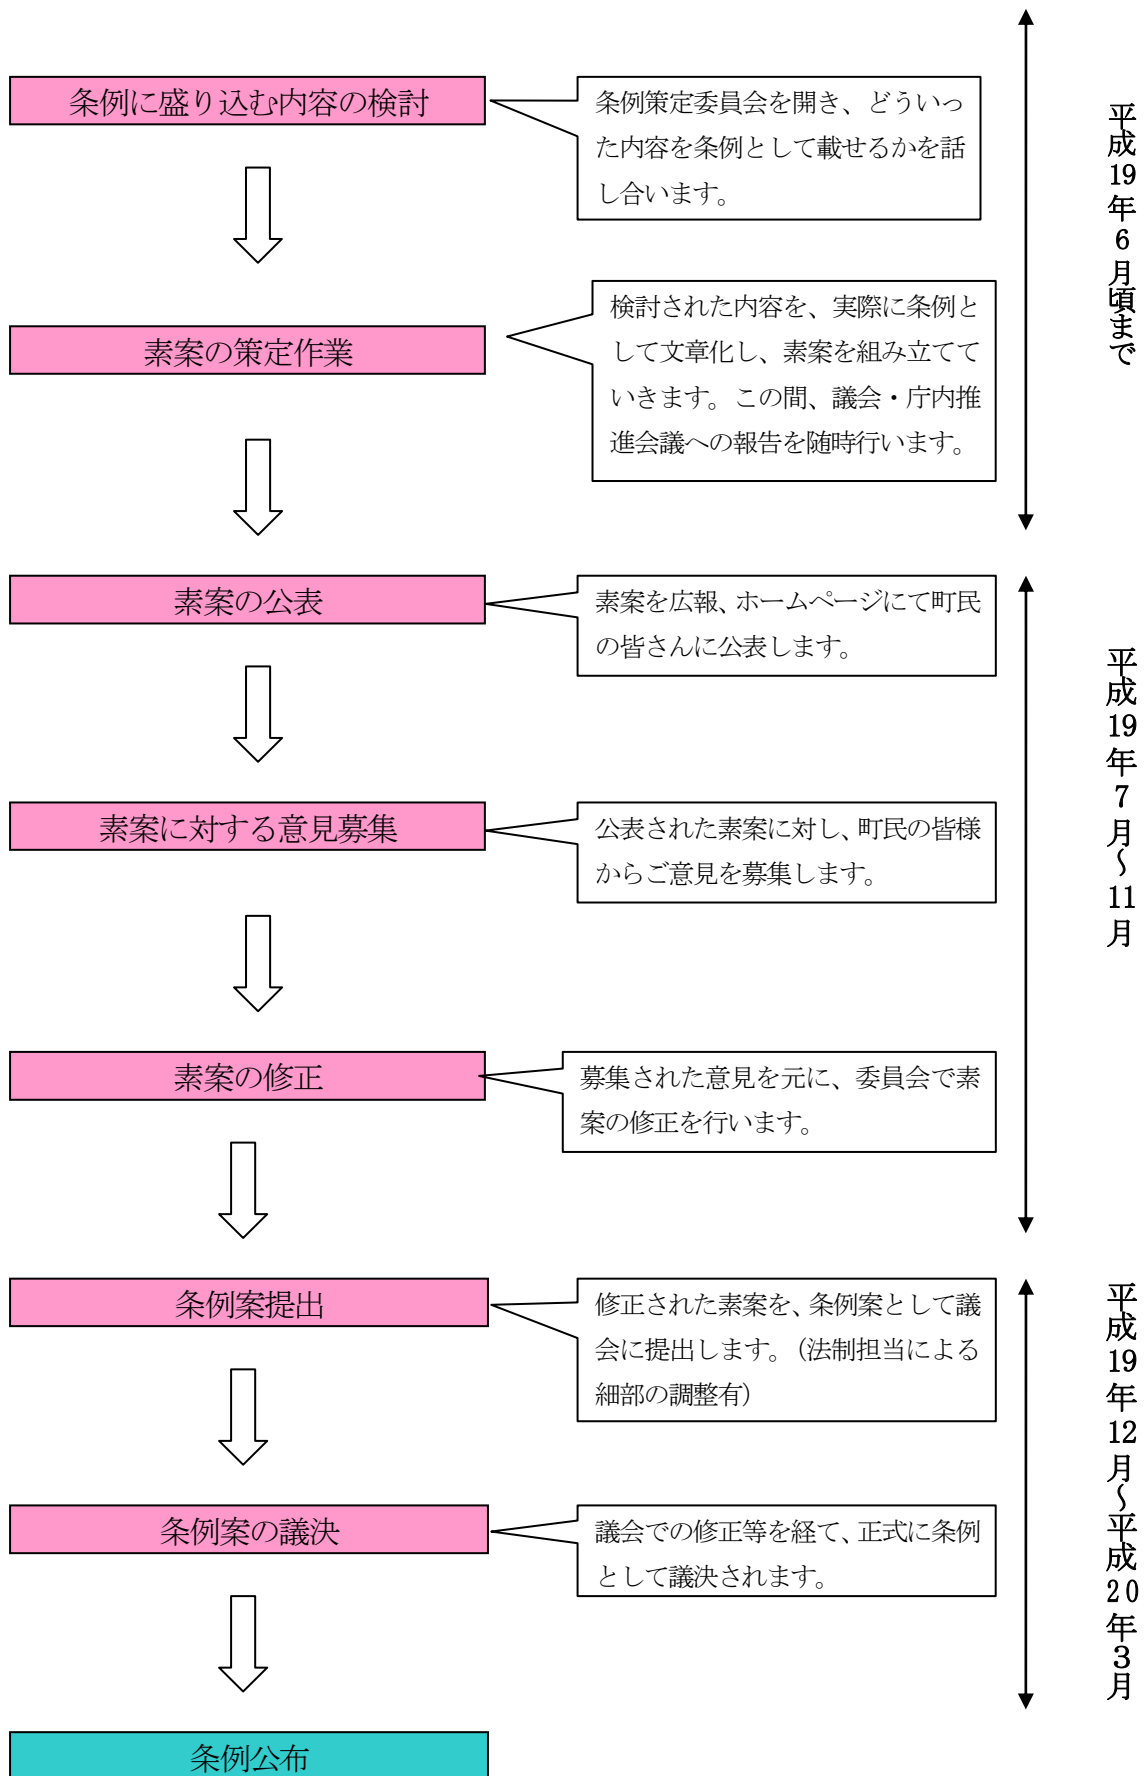 条例に盛り込む内容の検討
条例策定委員会を開き、どういっ
た内容を条例として載せるかを話
し合います。
素案の策定作業
検討された内容を、実際に条例と
して文章化し、素案を組み立てて
いきます。この間、議会・庁内推
進会議への報告を随時行います。
平成19年6月頃まで
素案の公表
素案を広報、ホームページにて町民
の皆さんに公表します。
素案に対する意見募集
公表された素案に対し、町民の皆様
からご意見を募集します。
素案の修正
募集された意見を元に、委員会で素
案の修正を行います。
平成19年7月～11月
条例案提出
修正された素案を、条例案として議
会に提出します。（法制担当による
細部の調整有）
条例案の議決
議会での修正等を経て、正式に条例
として議決されます。
平成19年12月～平成20年3月
条例公布